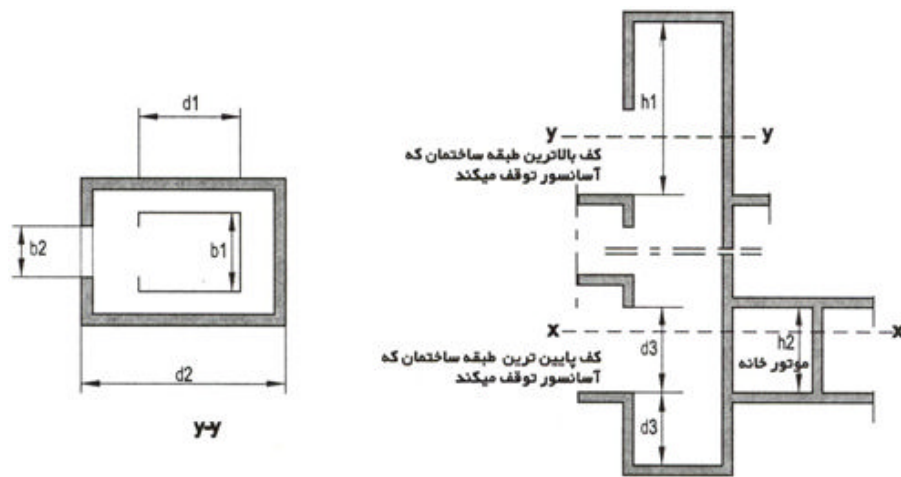 d1
b2
b1
d2
y-y
h1
y
y
کف بالاترین طبقه ساختمان که
آسانسور توقف میکند
x
d3
h2
x
موتور خانه
کف پایین ترین طبقه ساختمان که
آسانسور توقف میکند
d3